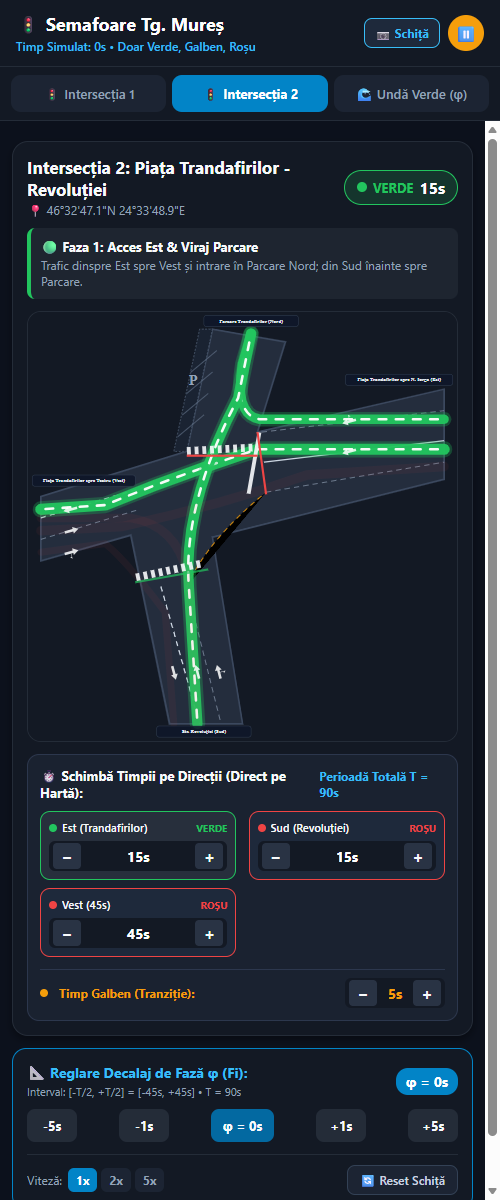 🚦 Semafoare Tg. Mureș
Timp Simulat: 0s • Doar Verde, Galben, Roșu
📼 Schiță
⏸
🚦 Intersecția 1
🚦 Intersecția 2
🌊 Undă Verde (φ)
Intersecția 2: Piața Trandafirilor -
Revoluției
📍 46°32'47.1"N 24°33'48.9"E
VERDE 15s
🟢 Faza 1: Acces Est & Viraj Parcare
Trafic dinspre Est spre Vest și intrare în Parcare Nord; din Sud înainte spre
Parcare.
P
⏰ Schimbă Timpii pe Direcții (Direct pe
Hartă):
Perioadă Totală T =
90s
Est (Trandafirilor)
VERDE
− 15s +
Sud (Revoluției)
ROȘU
− 15s +
Vest (45s)
ROȘU
− 45s +
Timp Galben (Tranziție):
− 5s +
📐 Reglare Decalaj de Fază φ (Fi):
Interval: [-T/2, +T/2] = [-45s, +45s] • T = 90s
φ = 0s
-5s
-1s
φ = 0s
+1s
+5s
Viteză:
1x
2x
5x
🔄 Reset Schiță